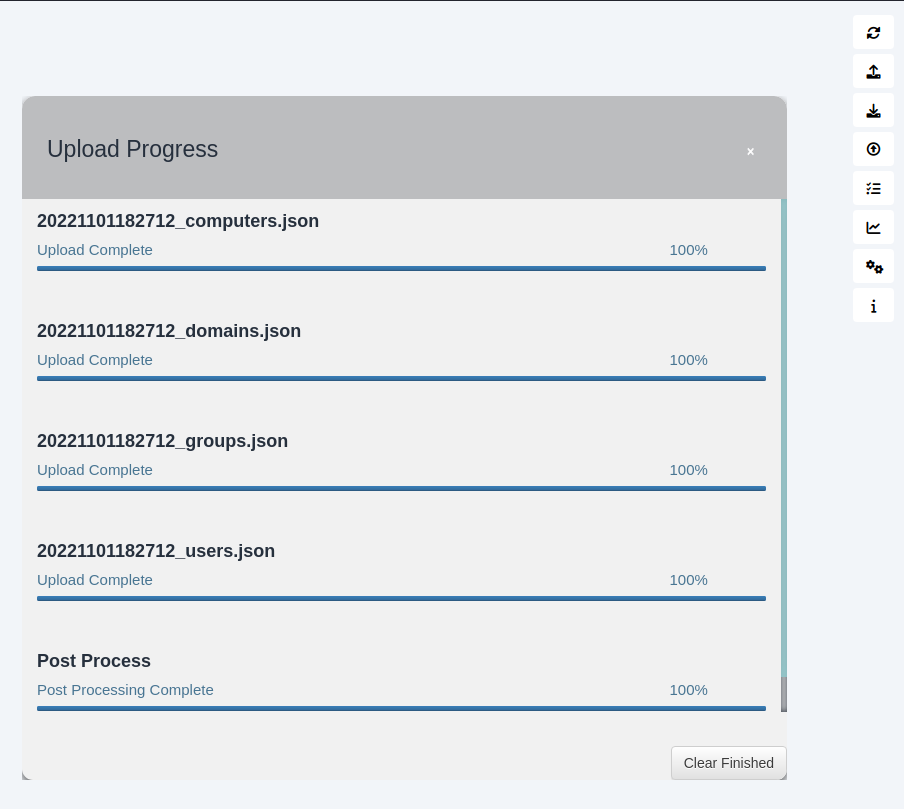 Upload Progress
×
20221101182712_computers.json
Upload Complete 100%
20221101182712_domains.json
Upload Complete 100%
20221101182712_groups.json
Upload Complete 100%
20221101182712_users.json
Upload Complete 100%
Post Process
Post Processing Complete 100%
Clear Finished